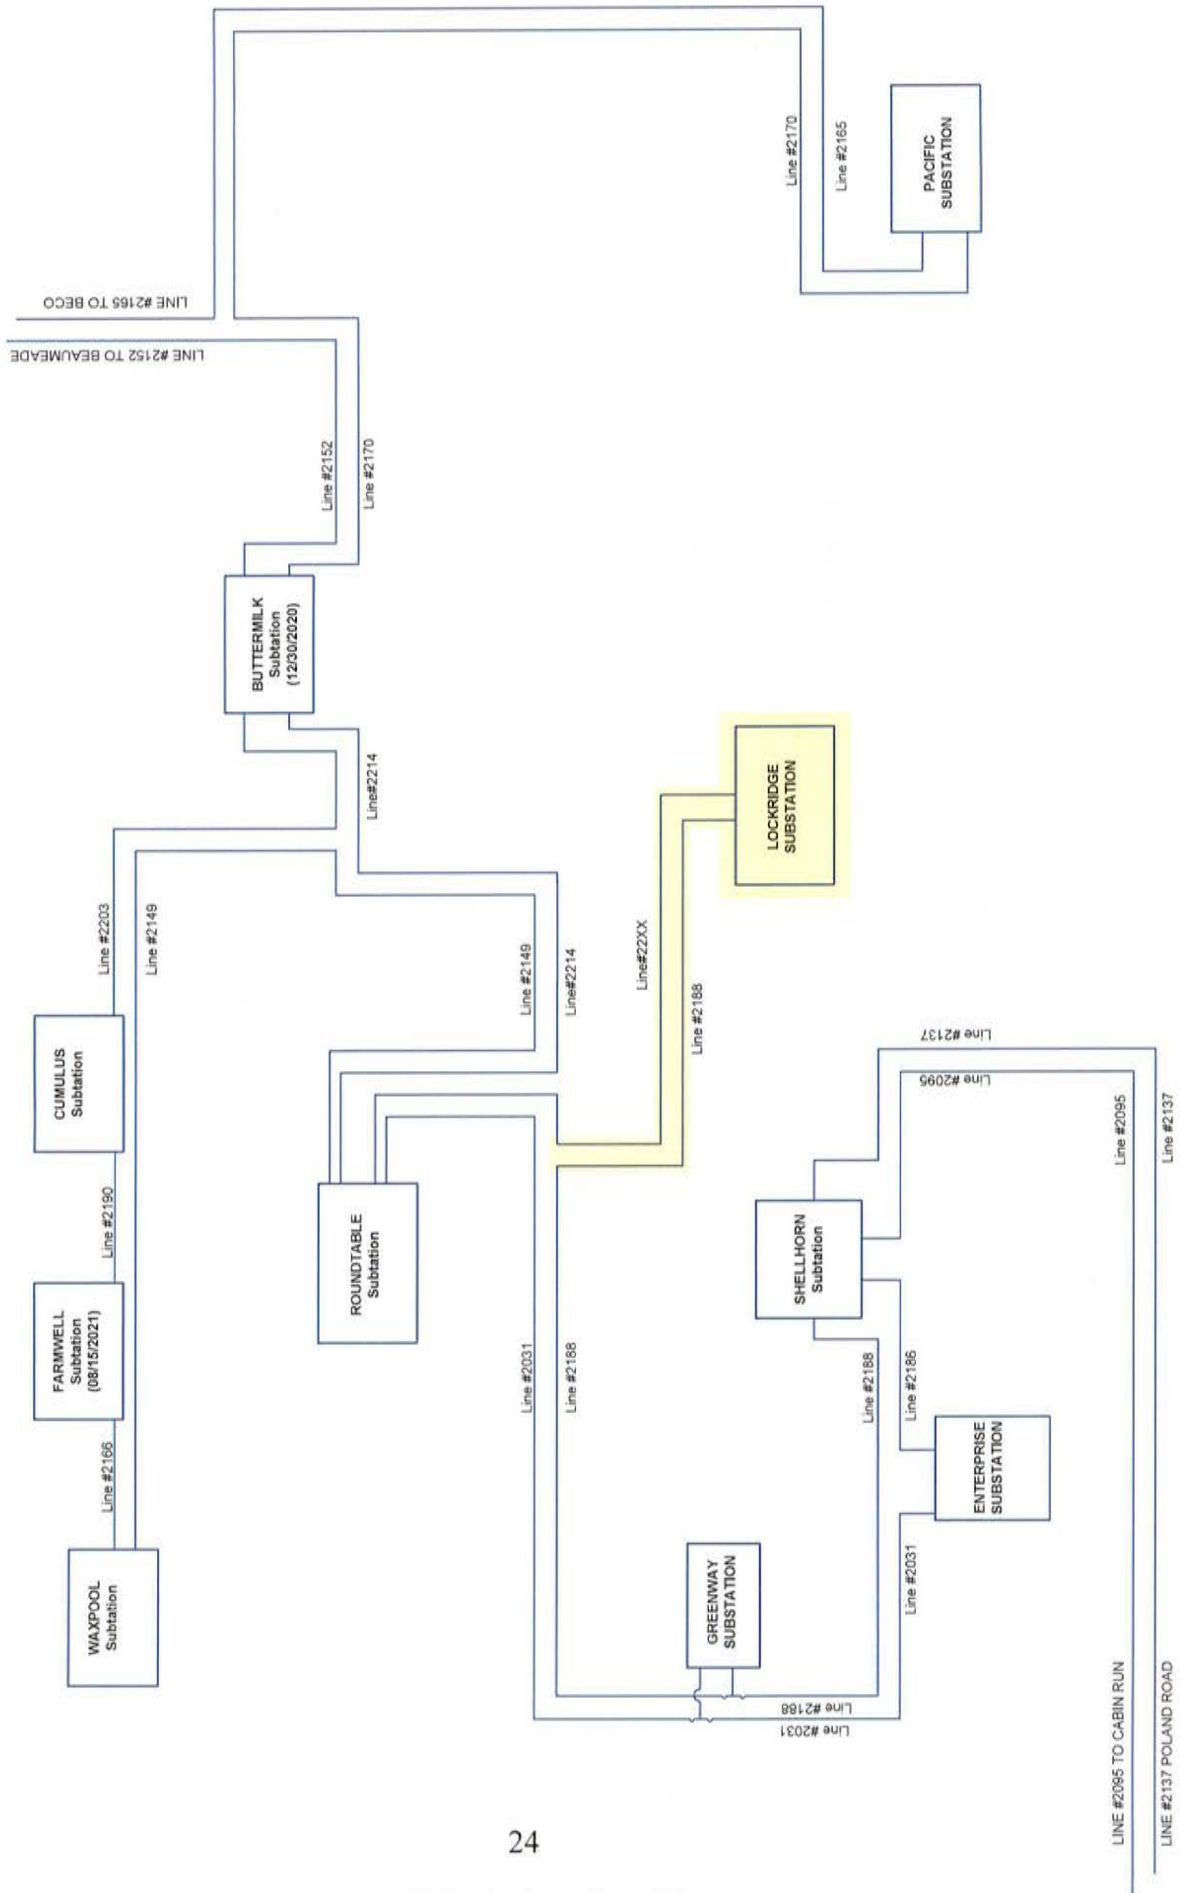 LINE #2165 TO BECO
LINE #2152 TO BEAUMEADE
Line #2170
Line #2165
PACIFIC
SUBSTATION
Line #2152
Line #2170
BUTTERMILK
Subtation
(12/30/2020)
Line#2214
LOCKRIDGE
SUBSTATION
Line #2203
Line #2149
Line #2149
Line#2214
Line#22XX
Line #2188
CUMULUS
Subtation
Line #2190
FARMWELL
Subtation
(08/15/2021)
Line #2166
WAXPOOL
Subtation
ROUNDTABLE
Subtation
Line #2031
Line #2188
Line #2137
Line #2095
Line #2095
Line #2137
SHELLHORN
Subtation
Line #2188
Line #2186
ENTERPRISE
SUBSTATION
Line #2031
GREENWAY
SUBSTATION
Line #2188
Line #2031
LINE #2095 TO CABIN RUN
LINE #2137 POLAND ROAD
24